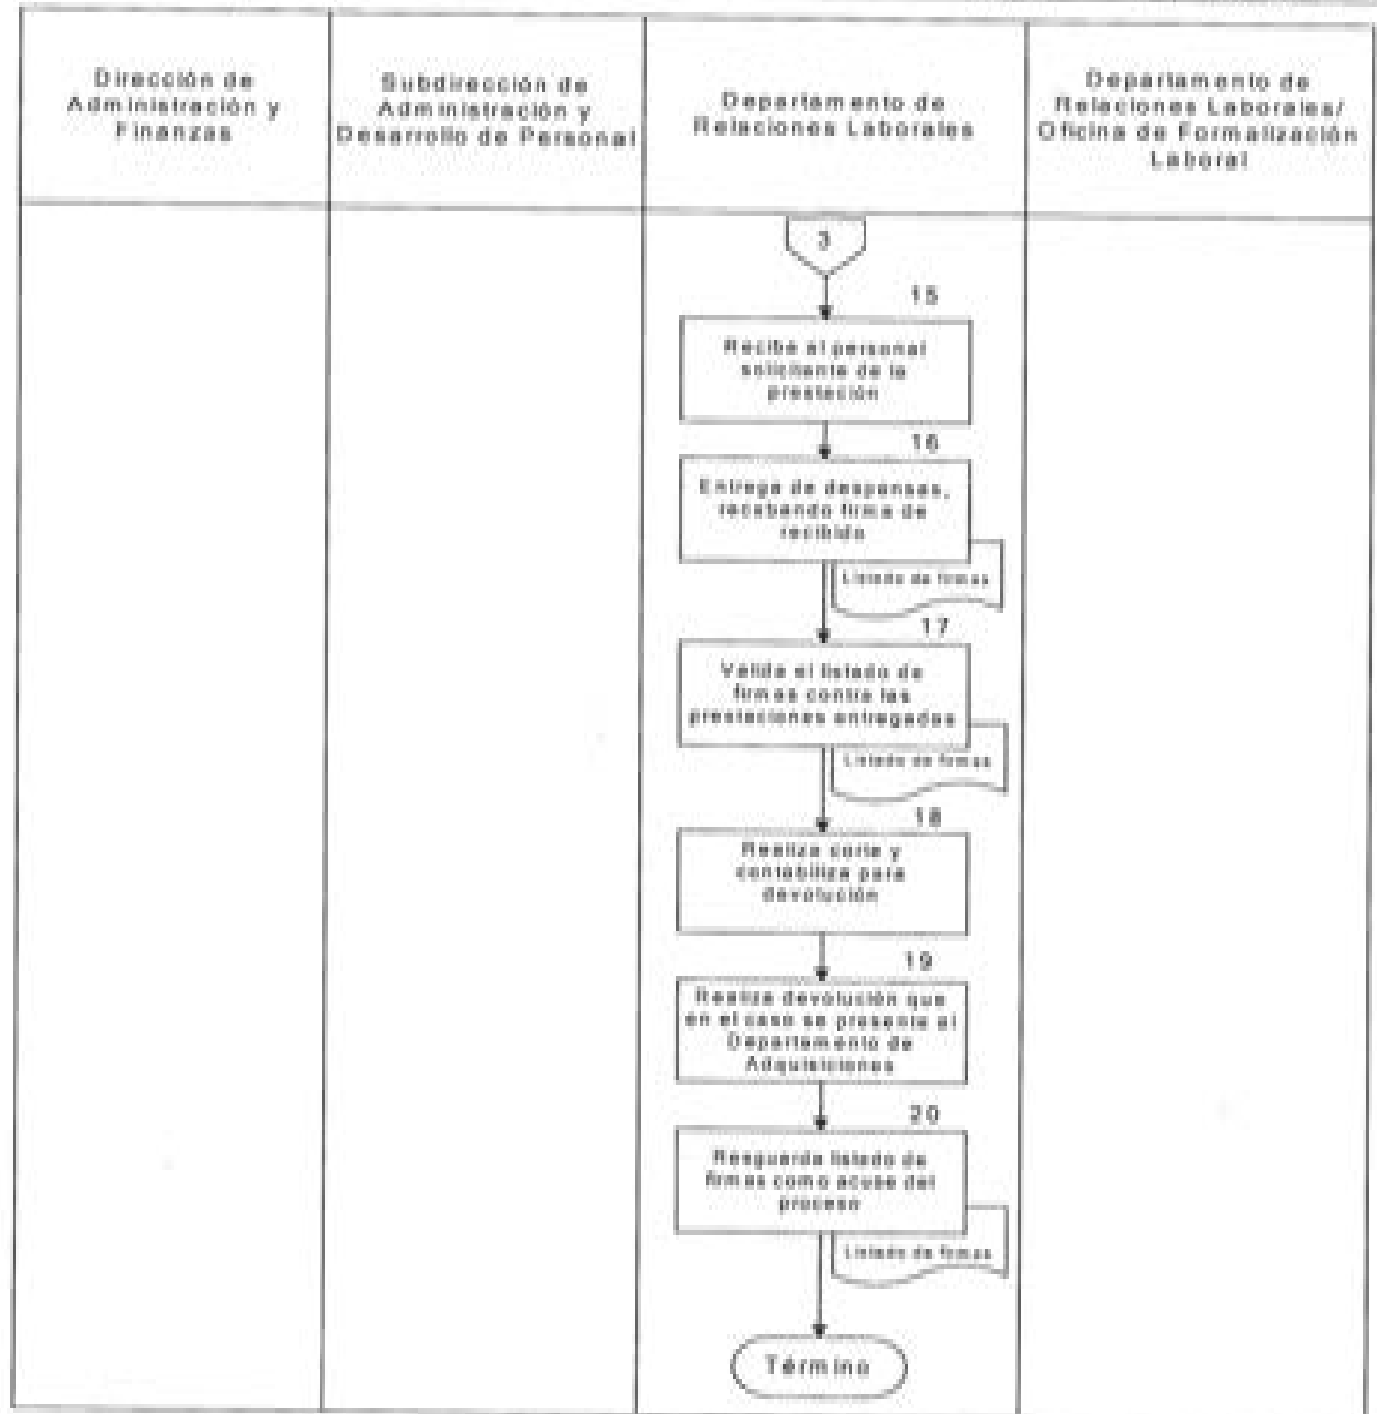 Dirección de
Administración y
Finanzas
Subdirección de
Administración y
Desarrollo de Personal
Departamento de
Relaciones Laborales
Departamento de
Relaciones Laborales/
Oficina de Formalización
Laboral
3
15
Recibe al personal
solicitante de la
prestación
16
Entrega de despensas,
recabando firma de
recibido
Listado de firmas
17
Valida el listado de
firmas contra las
prestaciones entregadas
Listado de firmas
18
Realiza corte y
contabiliza para
devolución
19
Realiza devolución que
en el caso se presente al
Departamento de
Adquisiciones
20
Resguarda listado de
firmas como acuse del
proceso
Listado de firmas
Término